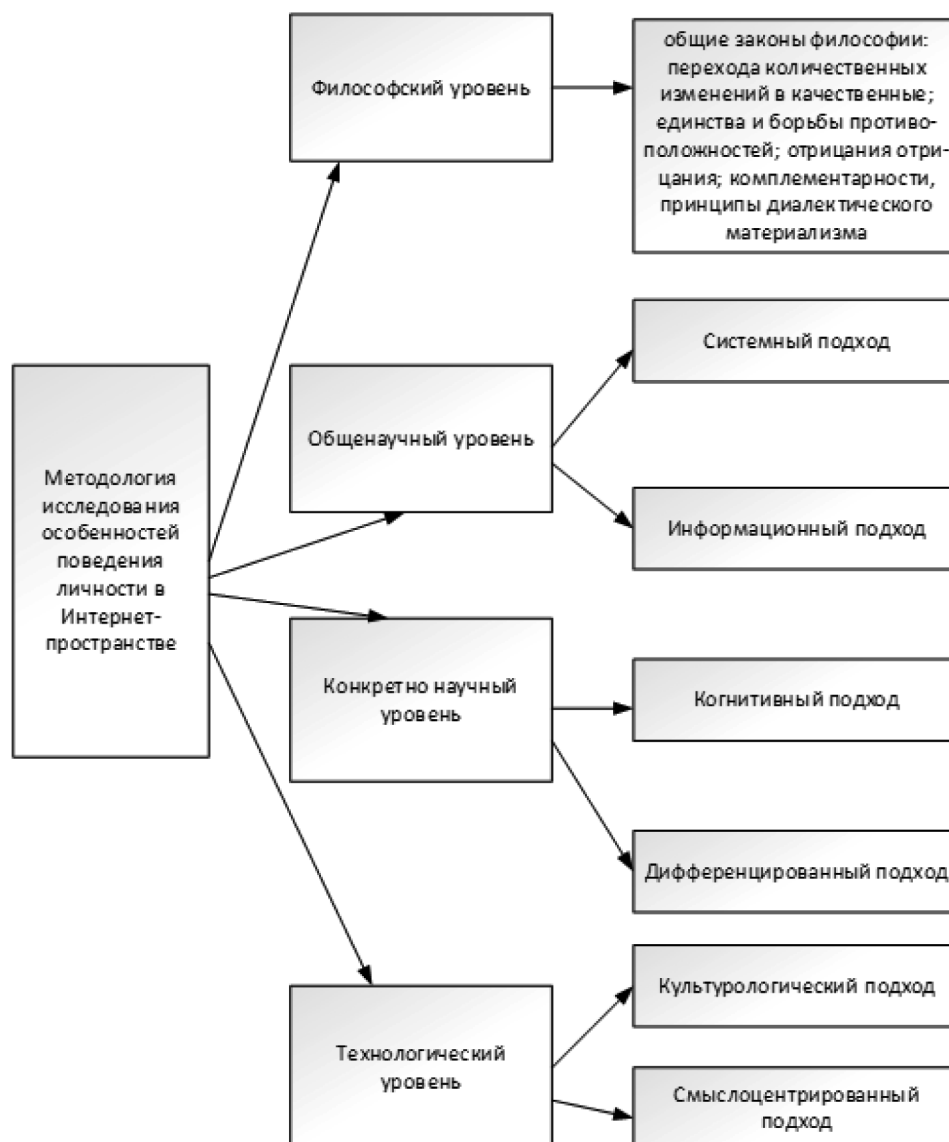 Методология
исследования
особенностей
поведения
личности в
Интернет-
пространстве
Философский уровень
общие законы философии:
перехода количественных
изменений в качественные;
единства и борьбы противо-
положностей; отрицания отри-
цания; комплементарности,
принципы диалектического
материализма
Общенаучный уровень
Системный подход
Информационный подход
Конкретно научный
уровень
Когнитивный подход
Дифференцированный подход
Технологический
уровень
Культурологический подход
Смыслоцентрированный
подход